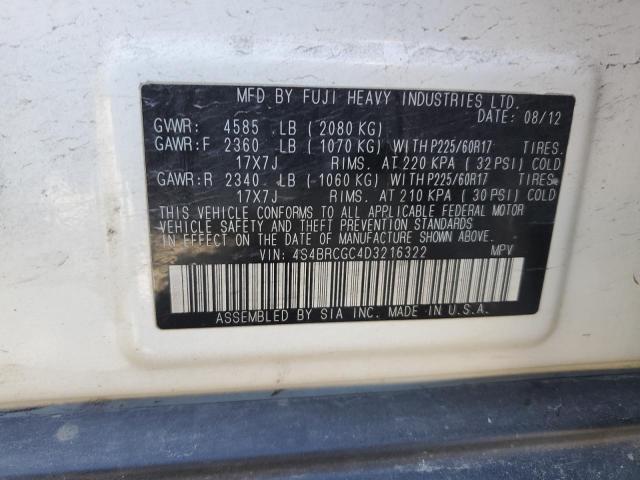 MFD BY FUJI HEAVY INDUSTRIES LTD.
DATE: 08/12
GVWR: 4585 LB (2080 KG)
GAWR:F 2360 LB (1070 KG) WITH P225/60R17 TIRES.
17X7J RIMS. AT 220 KPA (32 PSI) COLD
GAWR:R 2340 LB (1060 KG) WITH P225/60R17 TIRES.
17X7J RIMS. AT 210 KPA (30 PSI) COLD
THIS VEHICLE CONFORMS TO ALL APPLICABLE FEDERAL MOTOR
VEHICLE SAFETY AND THEFT PREVENTION STANDARDS IN
EFFECT ON THE DATE OF MANUFACTURE SHOWN ABOVE.
VIN: 4S4BRCGC4D3216322 MPV
ASSEMBLED BY SIA INC. MADE IN U.S.A.